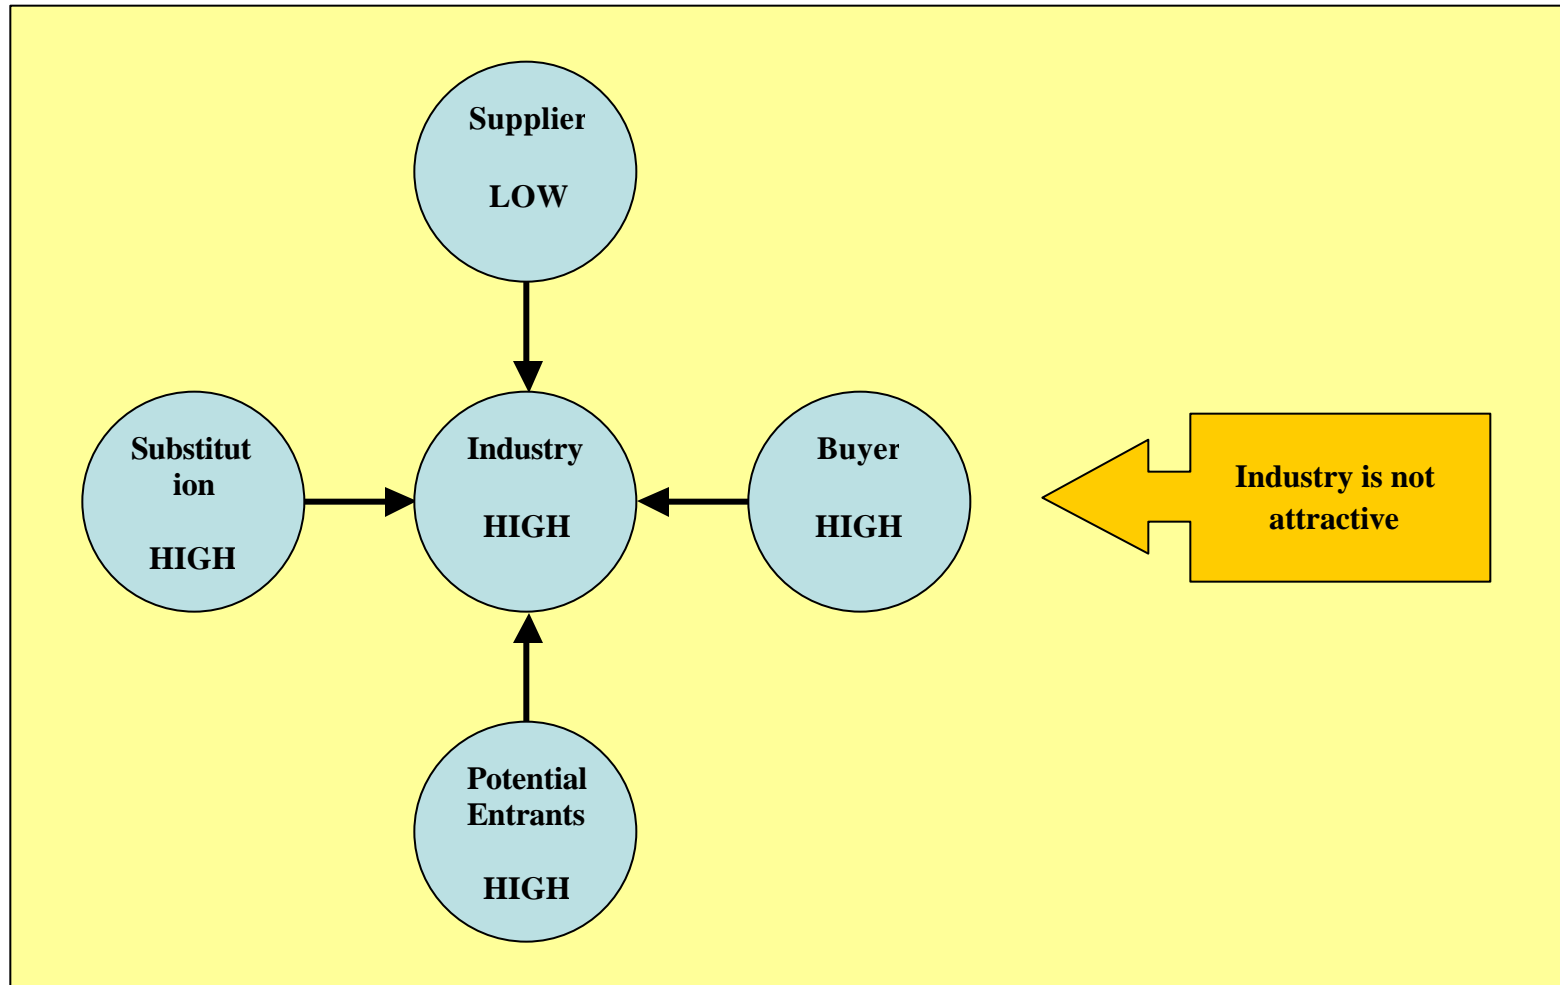 Supplier
LOW
Substitut
ion
HIGH
Industry
HIGH
Buyer
HIGH
Industry is not
attractive
Potential
Entrants
HIGH